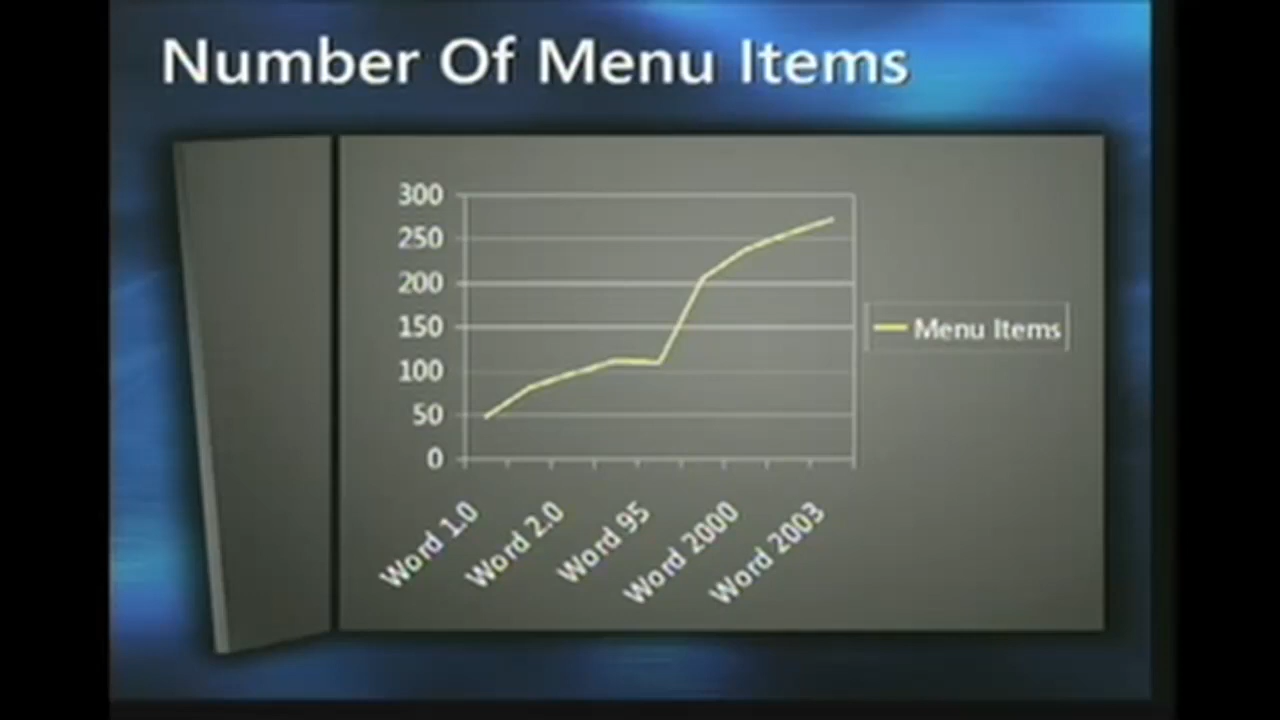 Number Of Menu Items
300
250
200
150
100
50
0
Word 1.0
Word 2.0
Word 95
Word 2000
Word 2003
Menu Items